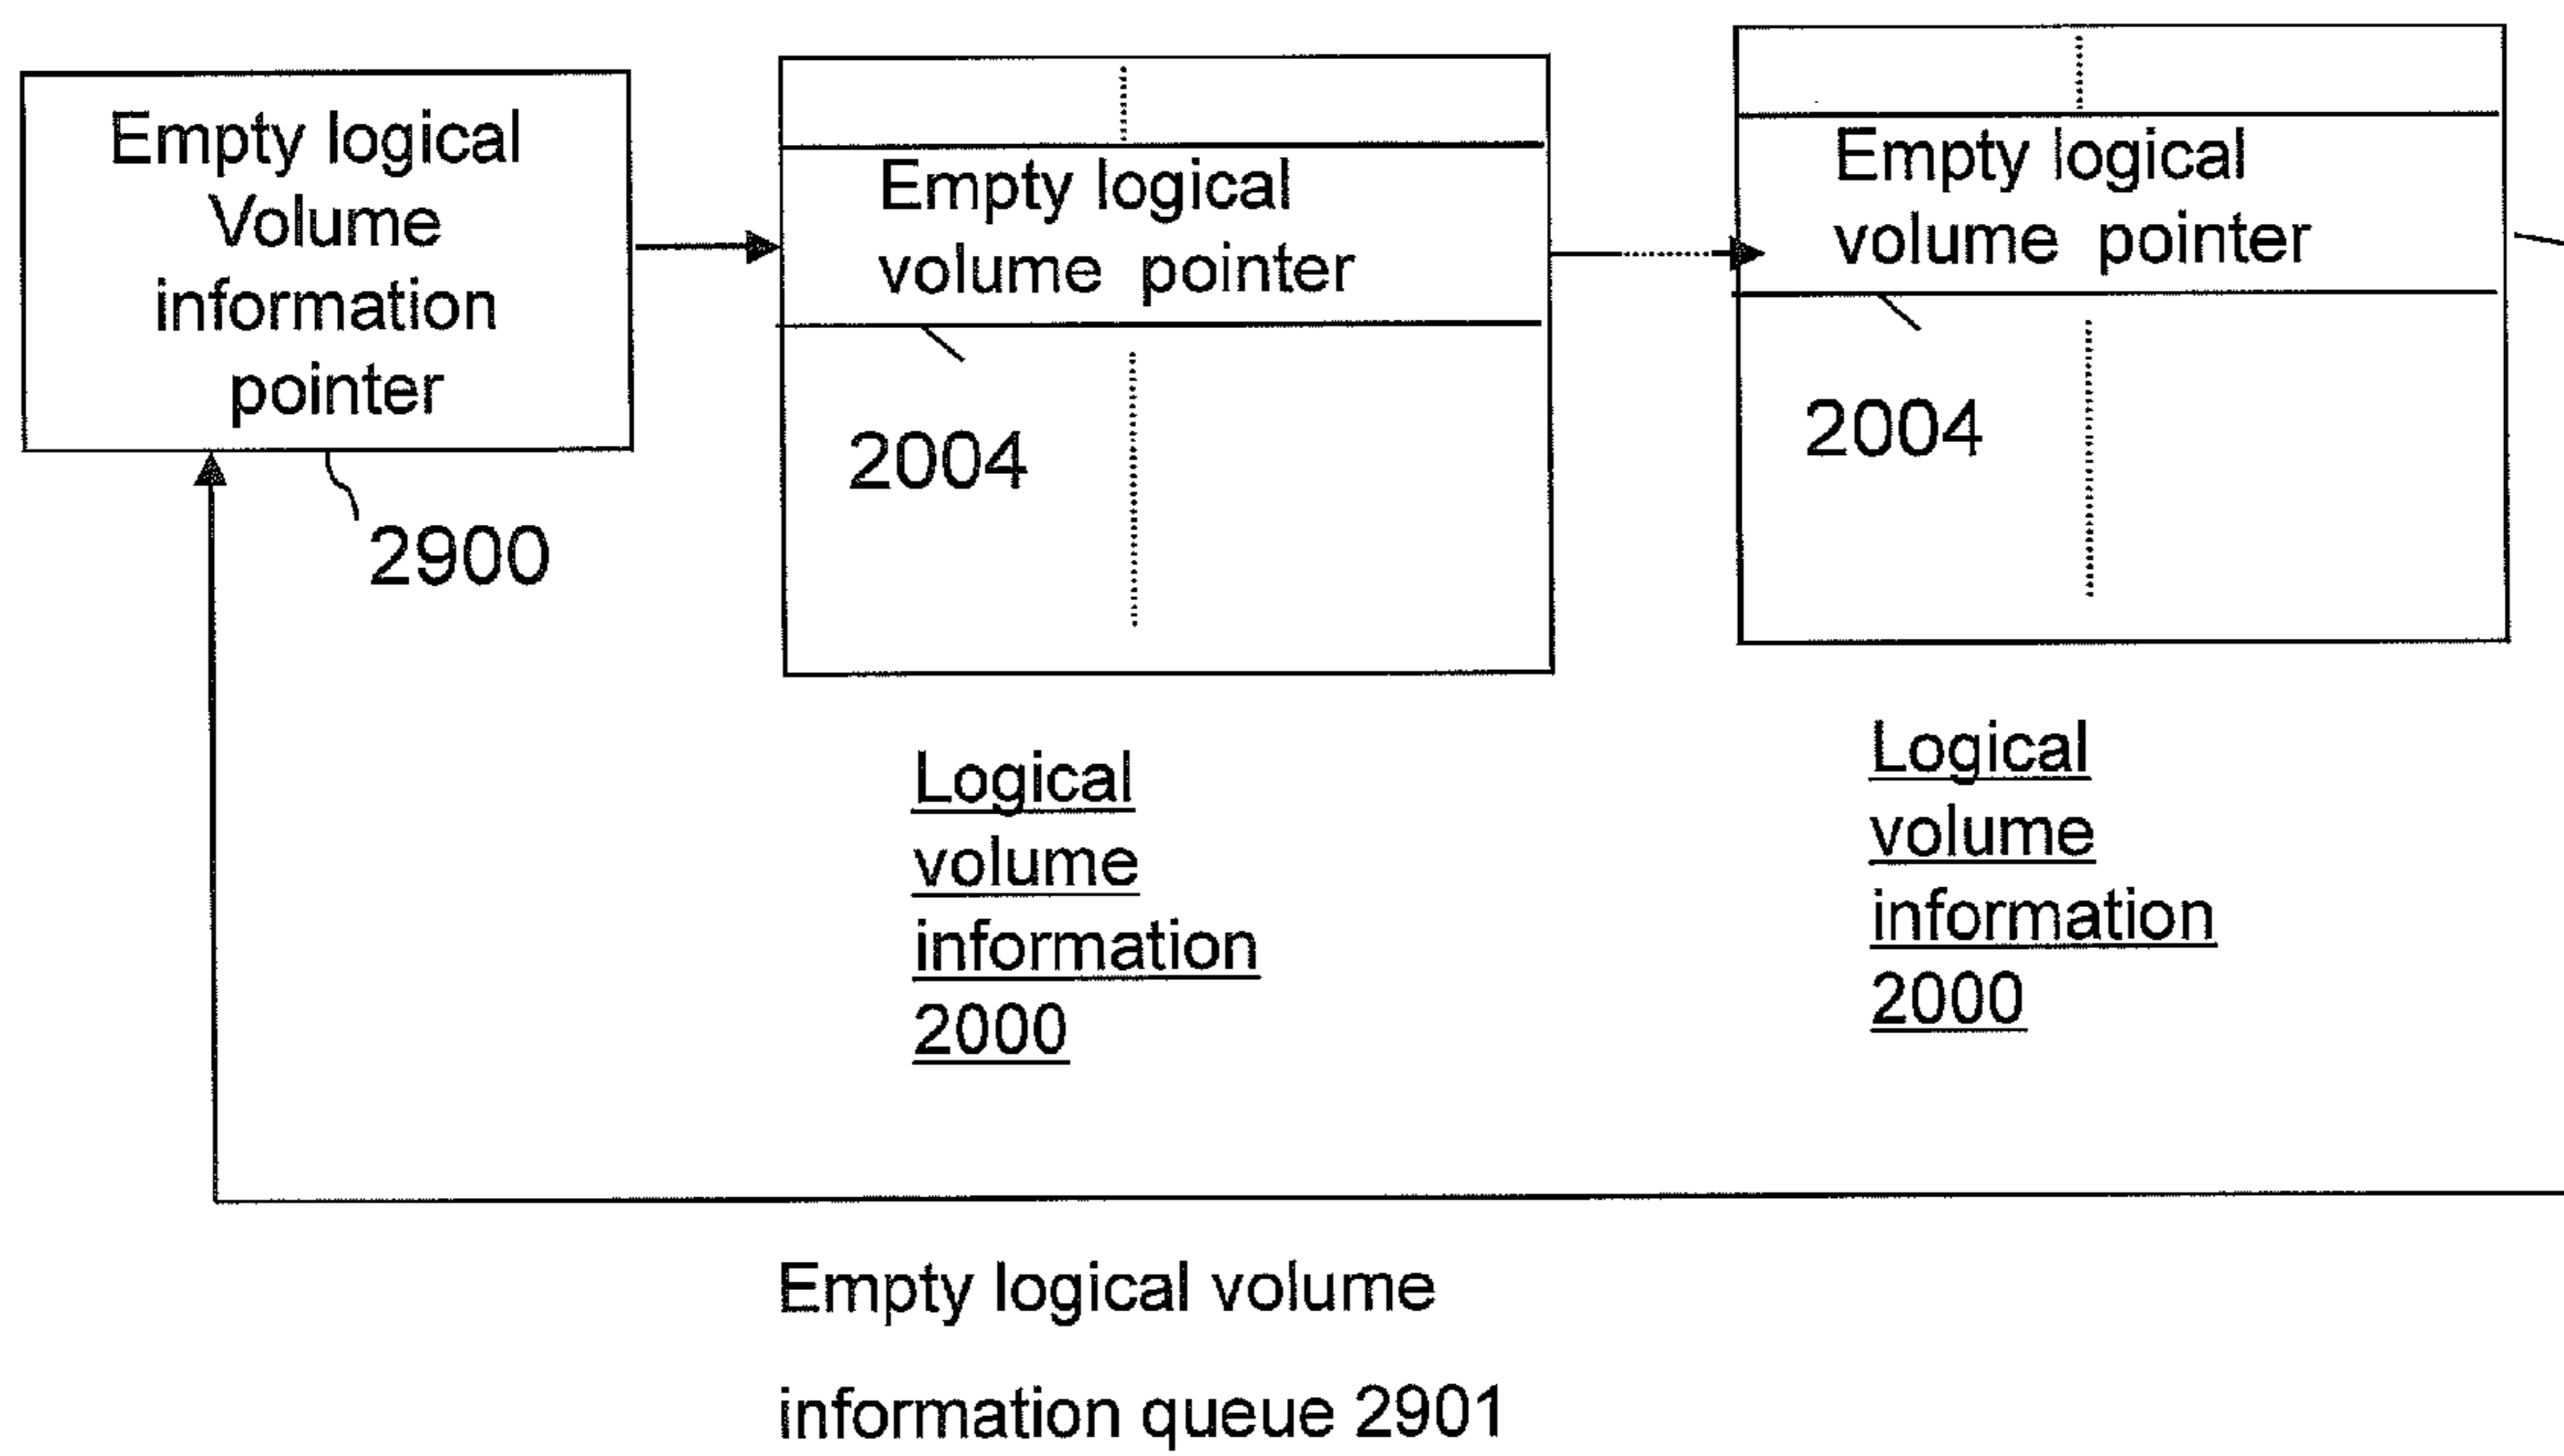 Empty logical
Volume
information
pointer
2900
Empty logical
volume pointer
2004
Logical
volume
information
2000
Empty logical
volume pointer
2004
Logical
volume
information
2000
Empty logical volume
information queue 2901